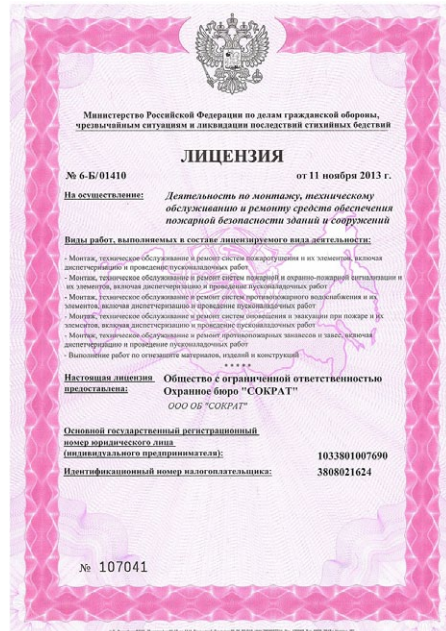 Министерство Российской Федерации по делам гражданской обороны,
чрезвычайным ситуациям и ликвидации последствий стихийных бедствий
ЛИЦЕНЗИЯ
№ 6-Б/01410 от 11 ноября 2013 г.
На осуществление: Деятельность по монтажу, техническому
обслуживанию и ремонту средств обеспечения
пожарной безопасности зданий и сооружений
Виды работ, выполняемых в составе лицензируемого вида деятельности:
- Монтаж, техническое обслуживание и ремонт систем пожаротушения и их элементов, включая
диспетчеризацию и проведение пусконаладочных работ
- Монтаж, техническое обслуживание и ремонт систем пожарной и охранно-пожарной сигнализации и
их элементов, включая диспетчеризацию и проведение пусконаладочных работ
- Монтаж, техническое обслуживание и ремонт систем противопожарного водоснабжения и их
элементов, включая диспетчеризацию и проведение пусконаладочных работ
- Монтаж, техническое обслуживание и ремонт систем оповещения и эвакуации при пожаре и их
элементов, включая диспетчеризацию и проведение пусконаладочных работ
- Монтаж, техническое обслуживание и ремонт противопожарных занавесов и завес, включая
диспетчеризацию и проведение пусконаладочных работ
- Выполнение работ по огнезащите материалов, изделий и конструкций
* * * * *
Настоящая лицензия Общество с ограниченной ответственностью
предоставлена: Охранное бюро "СОКРАТ"
ООО ОБ "СОКРАТ"
Основной государственный регистрационный
номер юридического лица
(индивидуального предпринимателя): 1033801007690
Идентификационный номер налогоплательщика: 3808021624
№ 107041